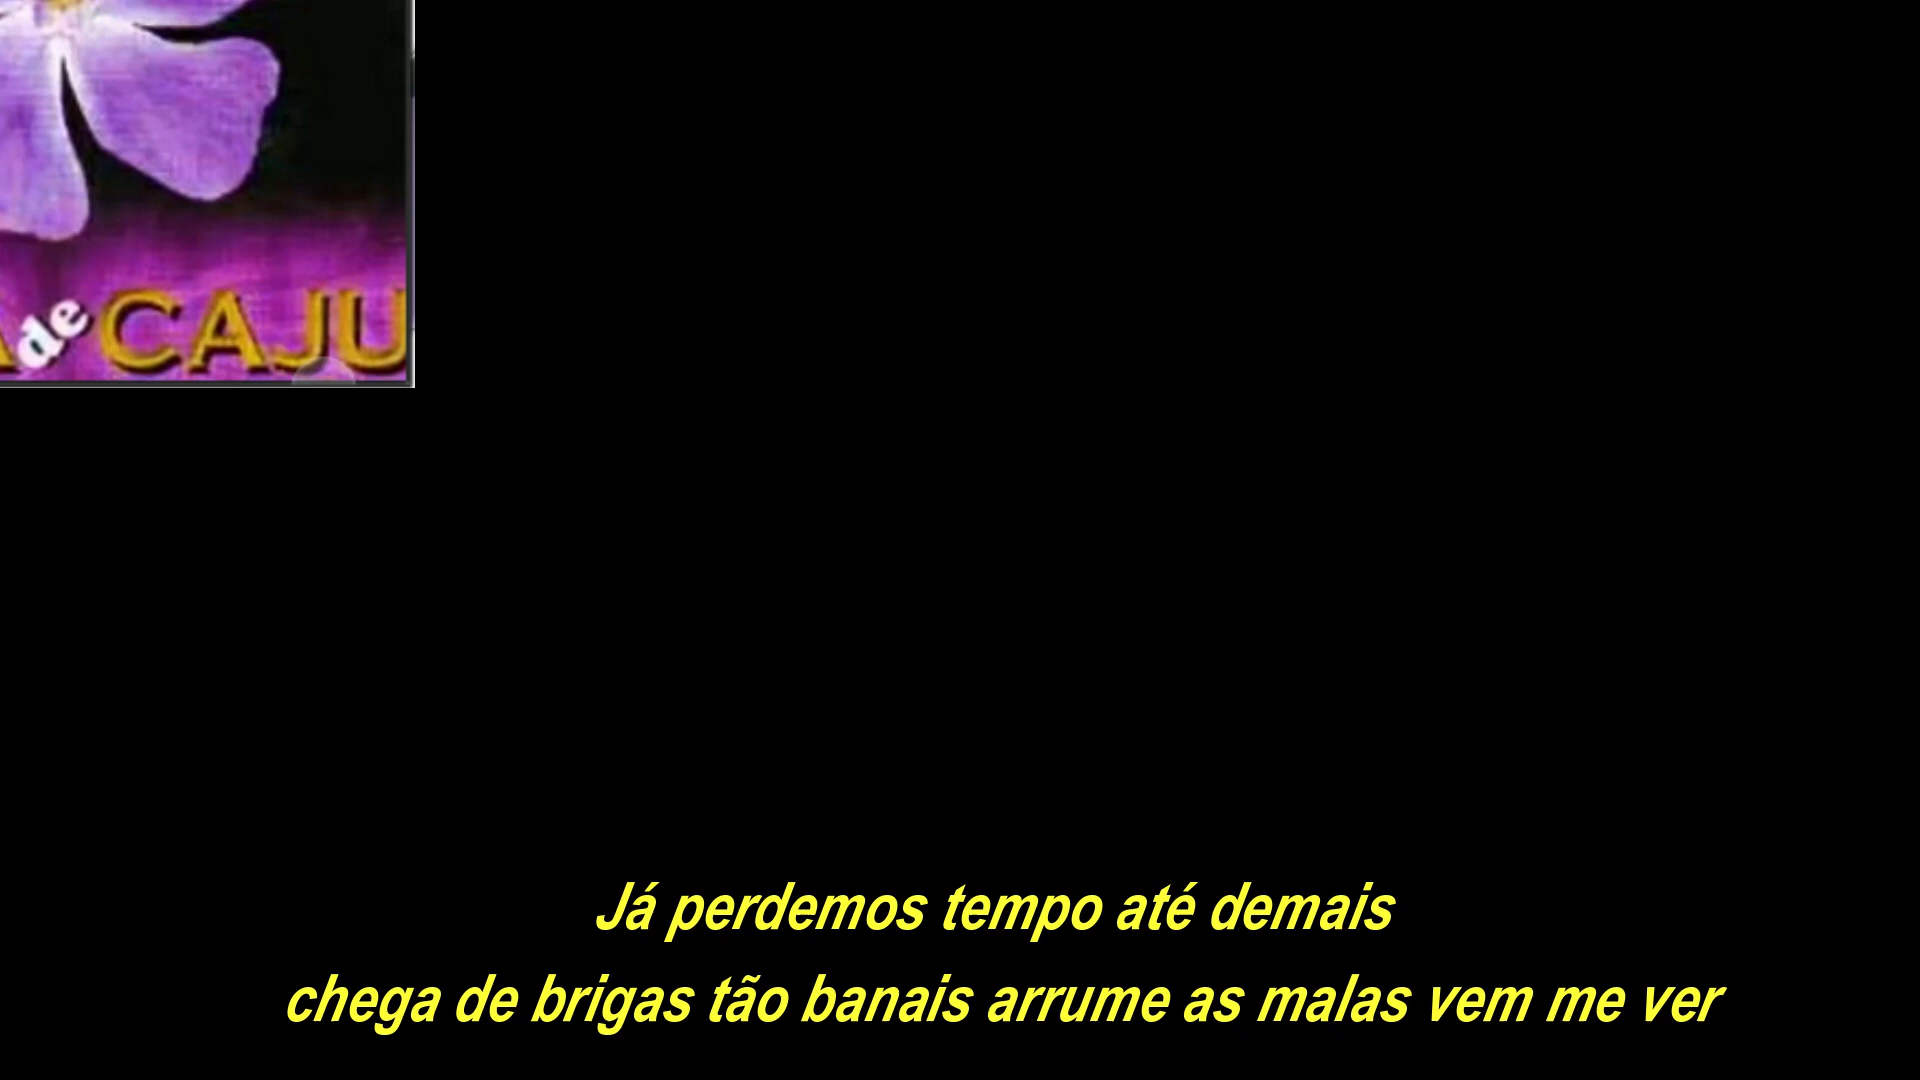 de CAJU
Já perdemos tempo até demais
chega de brigas tão banais arrume as malas vem me ver